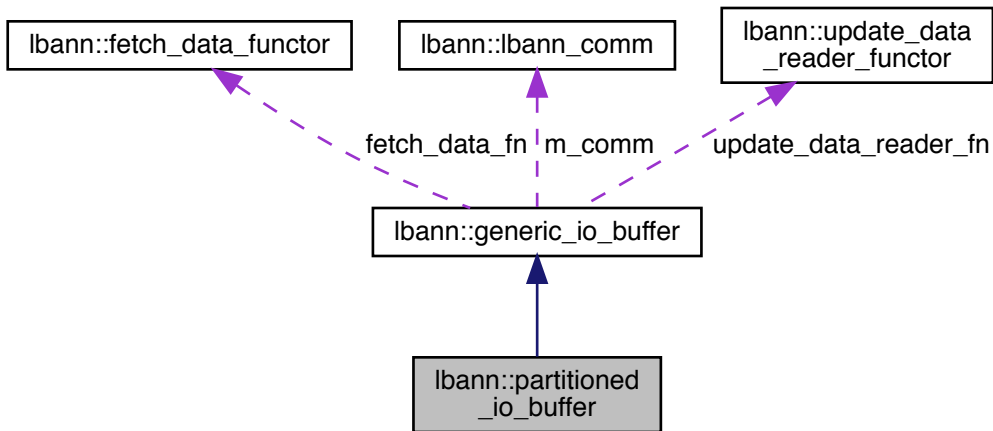 lbann::fetch_data_functor
lbann::lbann_comm
lbann::update_data
_reader_functor
fetch_data_fn
m_comm
update_data_reader_fn
lbann::generic_io_buffer
lbann::partitioned
_io_buffer